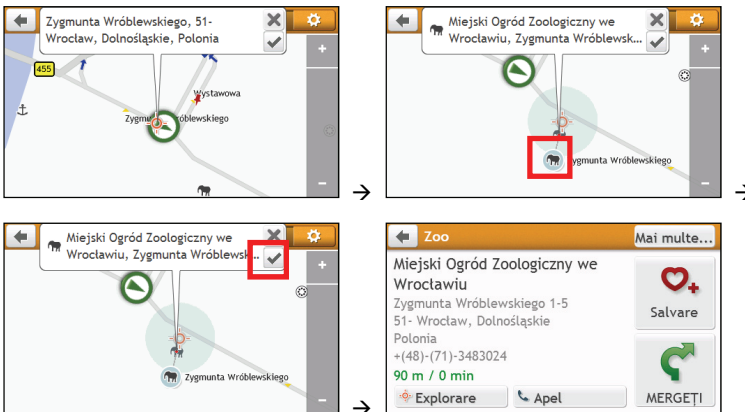 Zygmunta Wróblewskiego, 51-
Wrocław, Dolnośląskie, Polonia
455
Wystawowa
→
Miejski Ogród Zoologiczny we
Wrocławiu, Zygmunta Wróblewsk...
Zygmunta Wróblewskiego
→
Miejski Ogród Zoologiczny we
Wrocławiu, Zygmunta Wróblewsk...
Zygmunta Wróblewskiego
→
Zoo
Mai multe...
Miejski Ogród Zoologiczny we
Wrocławiu
Zygmunta Wróblewskiego 1-5
51- Wrocław, Dolnośląskie
Polonia
+(48)-(71)-3483024
90 m / 0 min
Explorare
Apel
Salvare
MERGEȚI